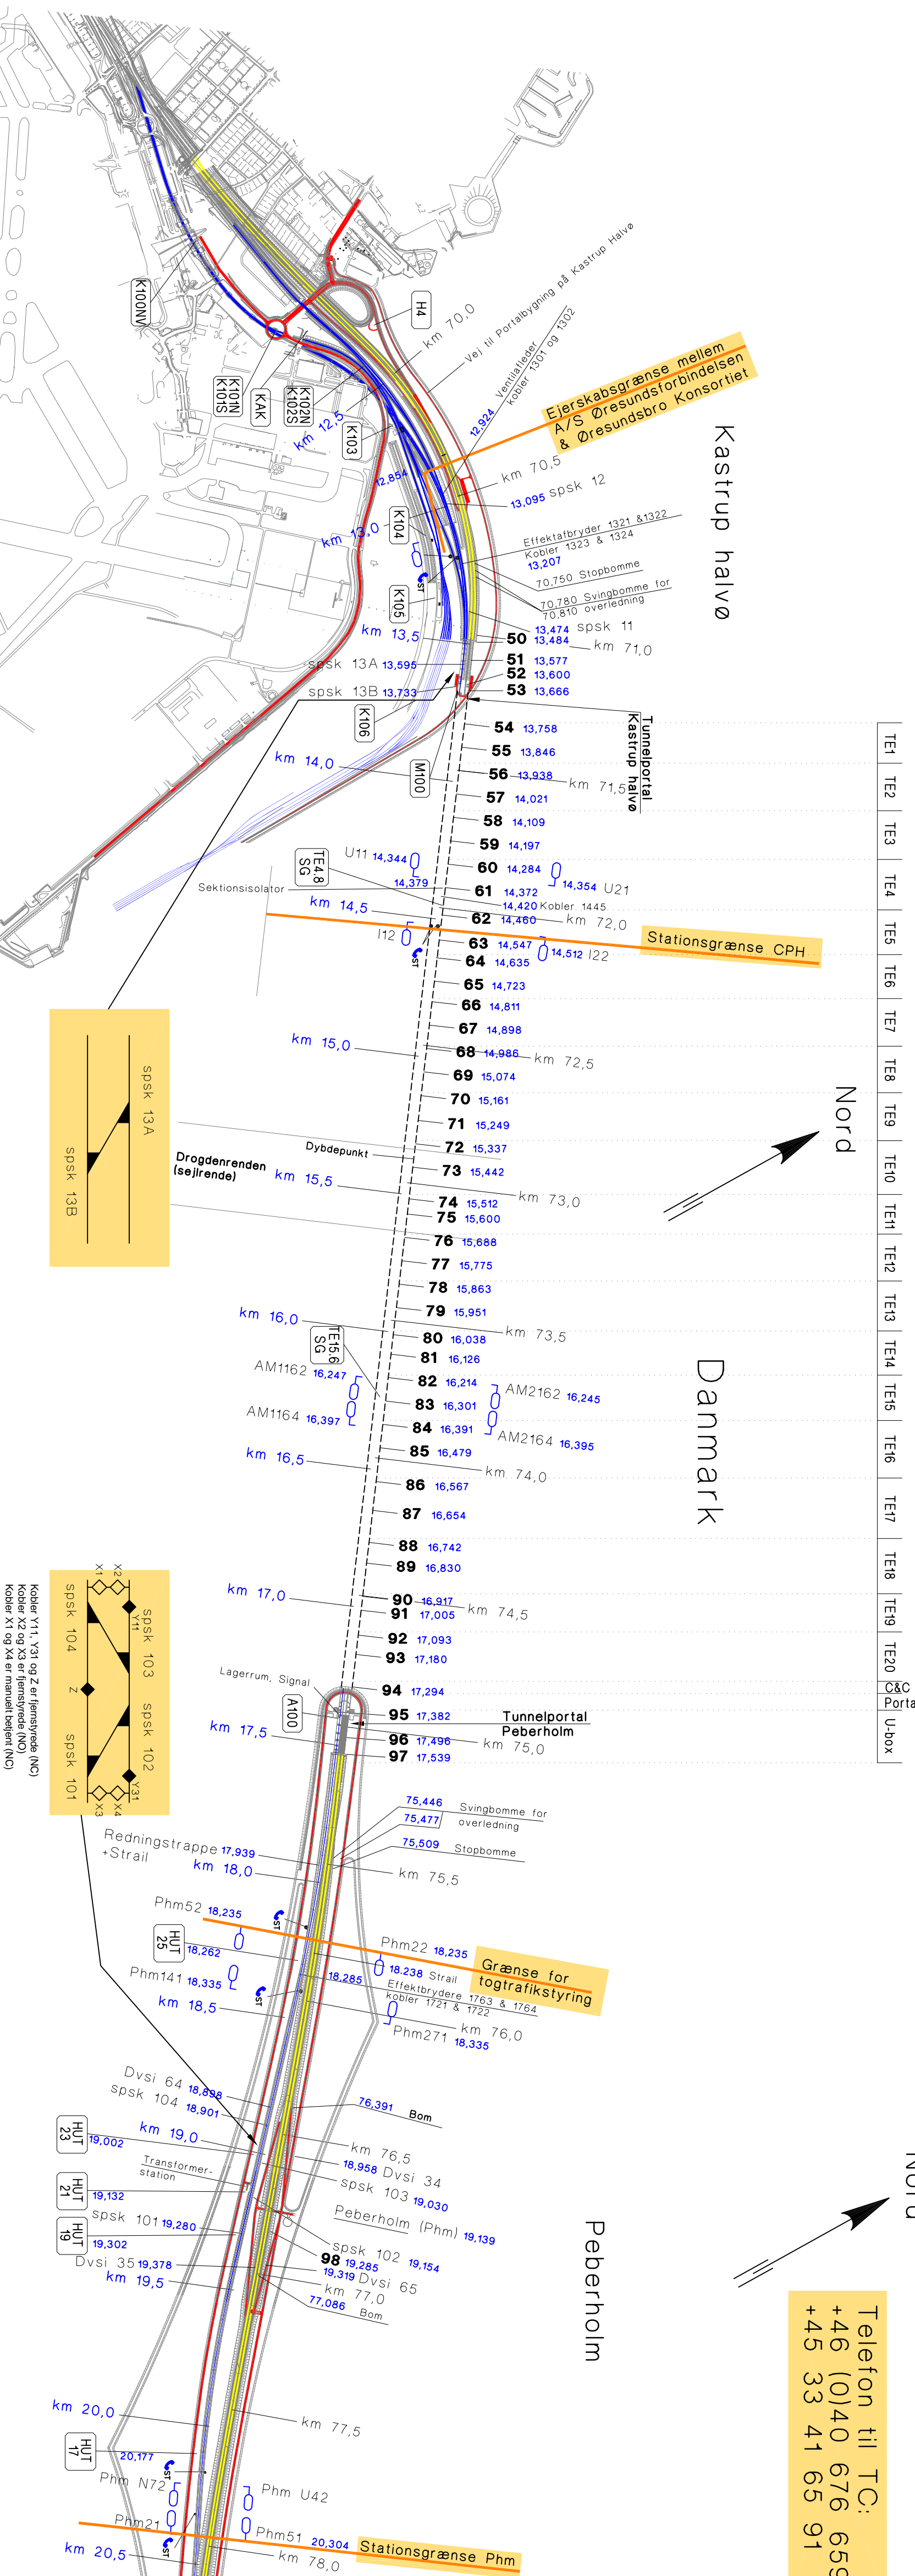 K100NV
H4
km 70,0
Vej til Portalbygning på Kastrup Halvø
K101N
K101S
KAK
K102N
K102S
km 12,5
K103
12,924 Ventilafleder
kobler 1301 og 1302
Ejerskabsgrænse mellem
A/S Øresundsforbindelsen
& Øresundsbro Konsortiet
Kastrup halvø
12,854
km 70,5
13,095 spsk 12
km 13,0
K104
ST
K105
Effektafbryder 1321 &1322
Kobler 1323 & 1324
13,207
70,750 Stopbomme
70,780 Svingbomme for
70,810 overledning
13,474 spsk 11
km 13,5
50 13,484
km 71,0
spsk 13A 13,595
51 13,577
52 13,600
spsk 13B 13,733
53 13,666
K106
M100
Tunnelportal
Kastrup halvø
54 13,758
TE1
55 13,846
km 14,0
56 13,938
km 71,5
TE2
57 14,021
58 14,109
TE3
59 14,197
U11 14,344
60 14,284
14,354 U21
TE4
TE4.8
SG
14,379
Sektionsisolator
61 14,372
14,420 Kobler 1445
km 14,5
62 14,460
km 72,0
TE5
I12
ST
63 14,547
14,512 I22
Stationsgrænse CPH
64 14,635
TE6
65 14,723
66 14,811
TE7
67 14,898
km 15,0
68 14,986
km 72,5
TE8
69 15,074
70 15,161
TE9
71 15,249
Nord
spsk 13A
spsk 13B
Dybdepunkt
72 15,337
TE10
Drogdenrenden
(sejlrende)
km 15,5
73 15,442
km 73,0
74 15,512
TE11
75 15,600
76 15,688
TE12
77 15,775
78 15,863
TE13
79 15,951
km 16,0
km 73,5
80 16,038
TE14
TE15.6
SG
81 16,126
Danmark
AM1162 16,247
82 16,214
AM2162 16,245
TE15
83 16,301
AM1164 16,397
84 16,391
AM2164 16,395
TE16
85 16,479
km 16,5
km 74,0
86 16,567
TE17
87 16,654
88 16,742
TE18
89 16,830
km 17,0
90 16,917
km 74,5
TE19
91 17,005
92 17,093
TE20
93 17,180
Lagerrum, Signal
94 17,294
C&C
Porta
A100
95 17,382
Tunnelportal
Peberholm
U-box
km 17,5
96 17,496
km 75,0
97 17,539
X2
X1
Y11
spsk 103
spsk 104
Z
spsk 102
spsk 101
Y31
X4
X3
Kobler Y11, Y31 og Z er fjernstyrede (NC)
Kobler X2 og X3 er fjernstyrede (NO)
Kobler X1 og X4 er manuelt betjent (NC)
75,446 Svingbomme for
75,477 overledning
75,509 Stopbomme
Redningstrappe 17,939
+Strail
km 18,0
km 75,5
Phm52 18,235
ST
Phm22 18,235
Grænse for
togtrafikstyring
HUT
25
18,262
18.238 Strail
18,285 Effektbrydere 1763 & 1764
kobler 1721 & 1722
Phm141 18,335
ST
km 18,5
km 76,0
Phm271 18,335
Dvsi 64 18,898
spsk 104 18,901
76,391 Bom
km 19,0
km 76,5
HUT
23
19,002
18,958 Dvsi 34
spsk 103 19,030
Transformer-
station
HUT
21
19,132
Peberholm (Phm) 19,139
spsk 101 19,280
spsk 102 19,154
HUT
19
19,302
98 19,285
19,319 Dvsi 65
Dvsi 35 19,378
km 19,5
km 77,0
77,086 Bom
Peberholm
Telefon til TC:
+46 (0)40 676 659
+45 33 41 65 91
km 20,0
km 77,5
HUT
17
20,177
ST
Phm N72
Phm U42
Phm21
ST
Phm51 20,304
Stationsgrænse Phm
km 20,5
km 78,0